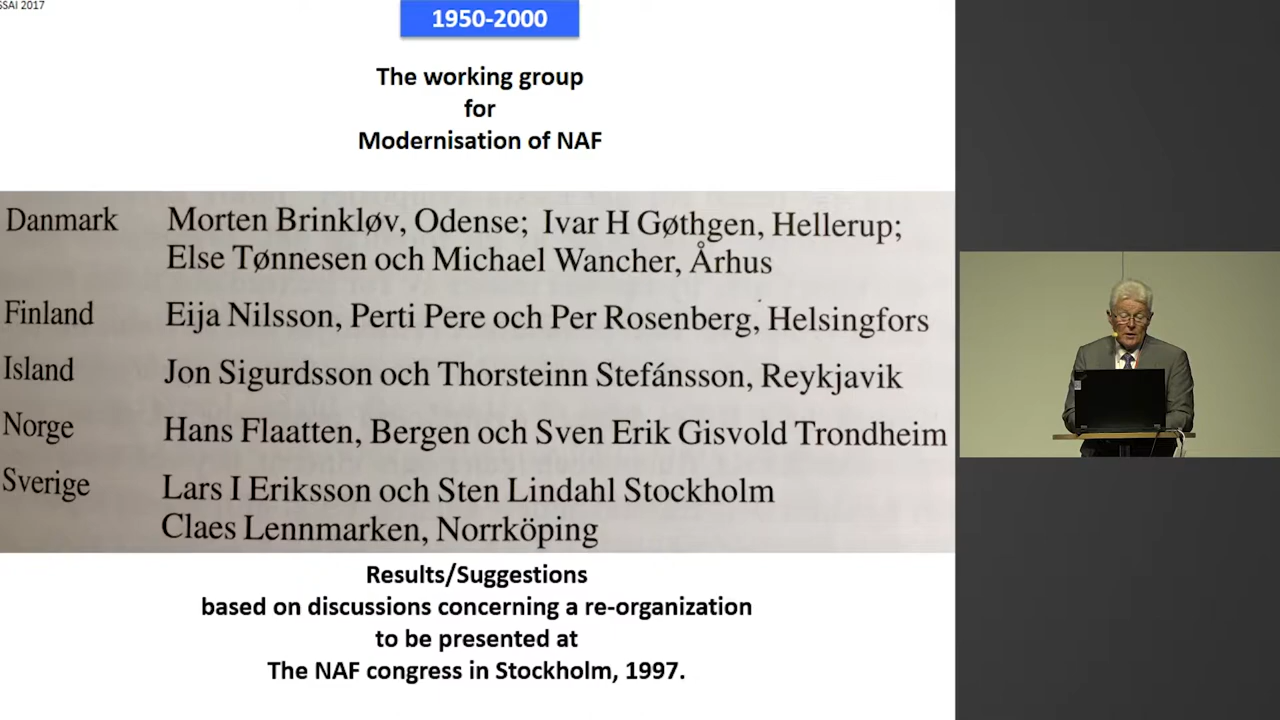 SSAI 2017
1950-2000
The working group
for
Modernisation of NAF
Danmark Morten Brinkløv, Odense; Ivar H Gøthgen, Hellerup;
Else Tønnesen och Michael Wancher, Århus
Finland Eija Nilsson, Perti Pere och Per Rosenberg, Helsingfors
Island Jon Sigurdsson och Thorsteinn Stefánsson, Reykjavik
Norge Hans Flaatten, Bergen och Sven Erik Gisvold Trondheim
Sverige Lars I Eriksson och Sten Lindahl Stockholm
Claes Lennmarken, Norrköping
Results/Suggestions
based on discussions concerning a re-organization
to be presented at
The NAF congress in Stockholm, 1997.